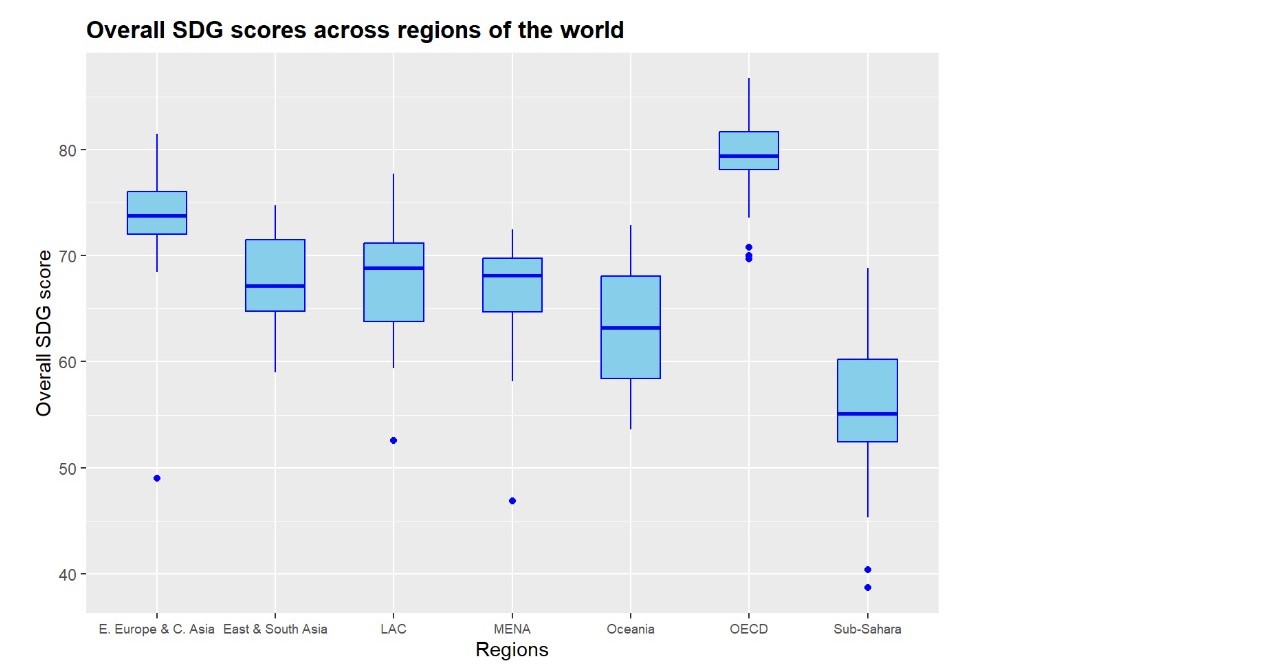 Overall SDG scores across regions of the world
Overall SDG score
80
70
60
50
40
E. Europe & C. Asia East & South Asia LAC MENA Oceania OECD Sub-Sahara
Regions